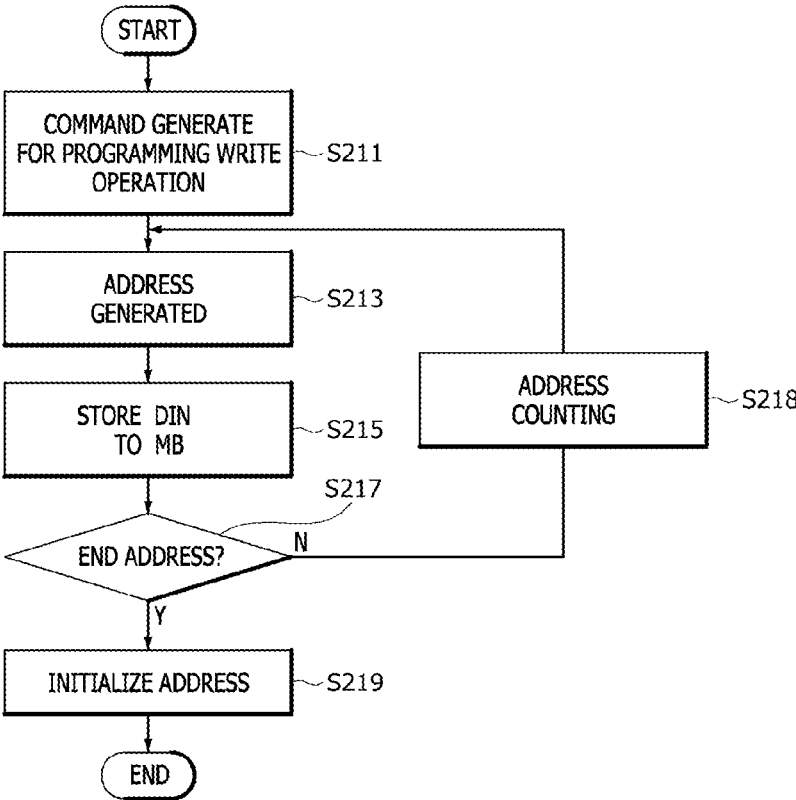 START
COMMAND GENERATE
FOR PROGRAMMING WRITE
OPERATION
S211
ADDRESS
GENERATED
S213
ADDRESS
COUNTING
S218
STORE DIN
TO MB
S215
S217
END ADDRESS?
N
Y
INITIALIZE ADDRESS
S219
END